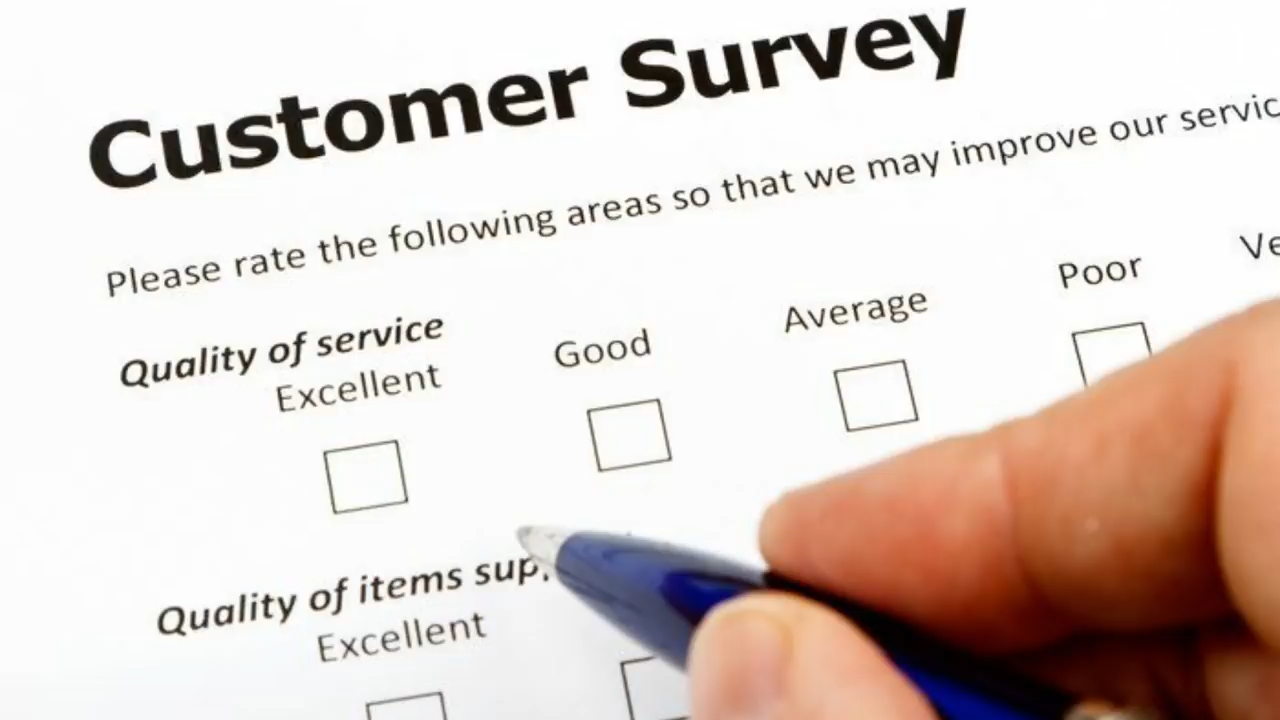 Customer Survey
Please rate the following areas so that we may improve our servic
Quality of service
Excellent Good Average Poor Ve
Quality of items sup
Excellent